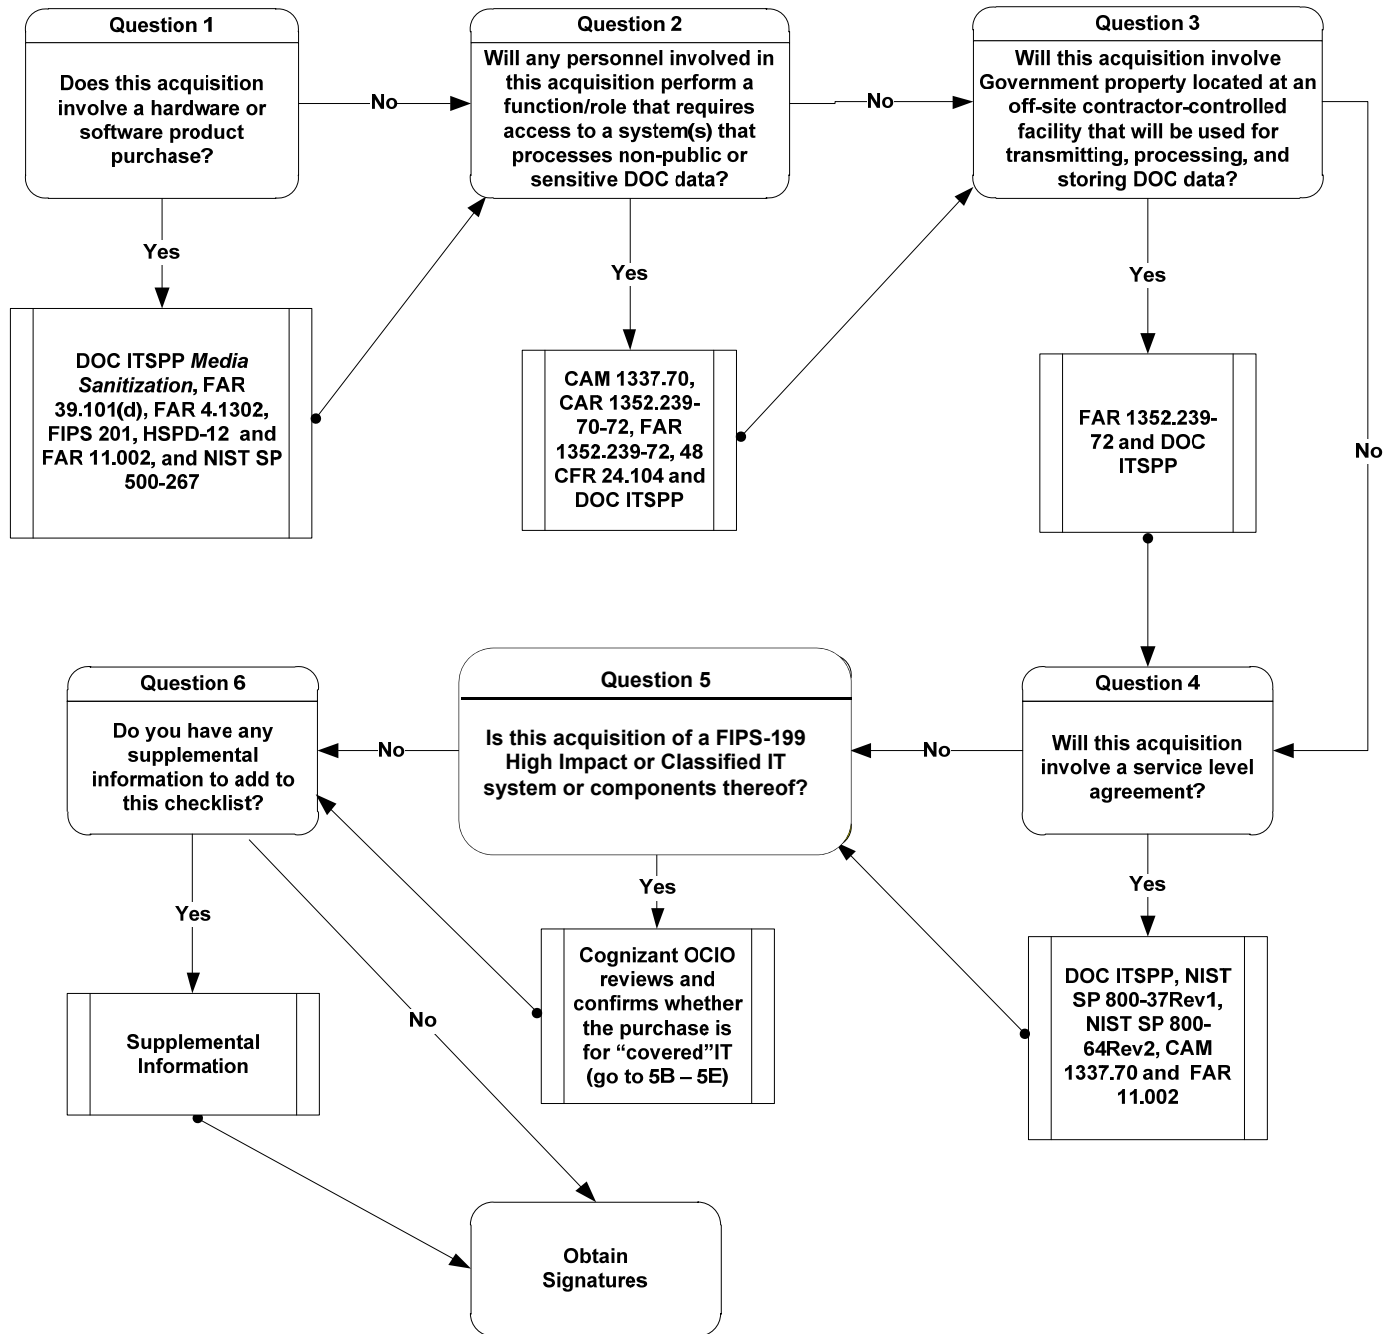 Question 1
Does this acquisition
involve a hardware or
software product
purchase?
No
Question 2
Will any personnel involved in
this acquisition perform a
function/role that requires
access to a system(s) that
processes non-public or
sensitive DOC data?
No
Question 3
Will this acquisition involve
Government property located at an
off-site contractor-controlled
facility that will be used for
transmitting, processing, and
storing DOC data?
Yes
Yes
Yes
No
DOC ITSPP Media
Sanitization, FAR
39.101(d), FAR 4.1302,
FIPS 201, HSPD-12 and
FAR 11.002, and NIST SP
500-267
CAM 1337.70,
CAR 1352.239-
70-72, FAR
1352.239-72, 48
CFR 24.104 and
DOC ITSPP
FAR 1352.239-
72 and DOC
ITSPP
Question 6
Do you have any
supplemental
information to add to
this checklist?
No
Question 5
Is this acquisition of a FIPS-199
High Impact or Classified IT
system or components thereof?
No
Question 4
Will this acquisition
involve a service level
agreement?
Yes
Yes
Yes
No
Supplemental
Information
Cognizant OCIO
reviews and
confirms whether
the purchase is
for “covered”IT
(go to 5B – 5E)
DOC ITSPP, NIST
SP 800-37Rev1,
NIST SP 800-
64Rev2, CAM
1337.70 and FAR
11.002
Obtain
Signatures